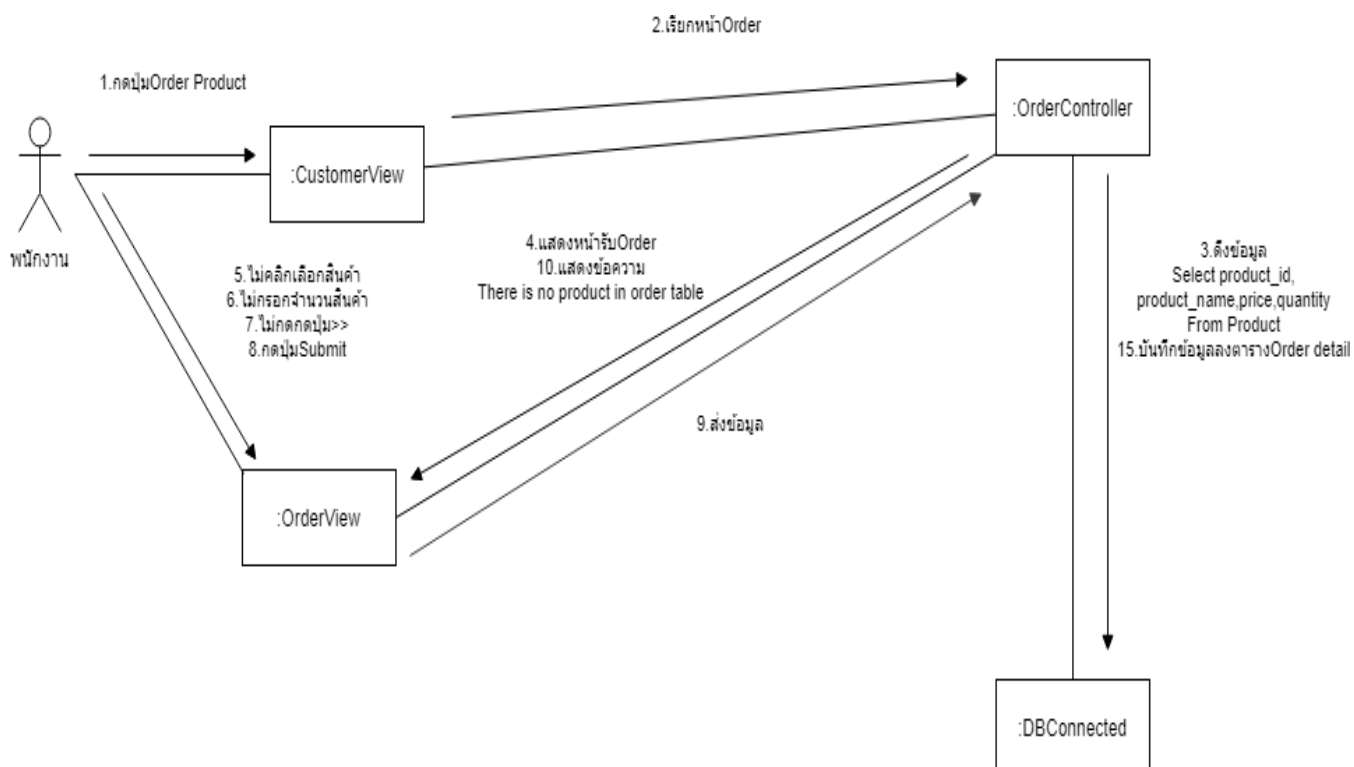 2.เรียกหน้าOrder
1.กดปุ่มOrder Product
:OrderController
:CustomerView
พนักงาน
4.แสดงหน้ารับOrder
10.แสดงข้อความ
There is no product in order table
3.ดึงข้อมูล
Select product_id,
product_name,price,quantity
From Product
15.บันทึกข้อมูลลงตารางOrder detail
5.ไม่คลิกเลือกสินค้า
6.ไม่กรอกจำนวนสินค้า
7.ไม่กดกดปุ่ม>>
8.กดปุ่มSubmit
9.ส่งข้อมูล
:OrderView
:DBConnected